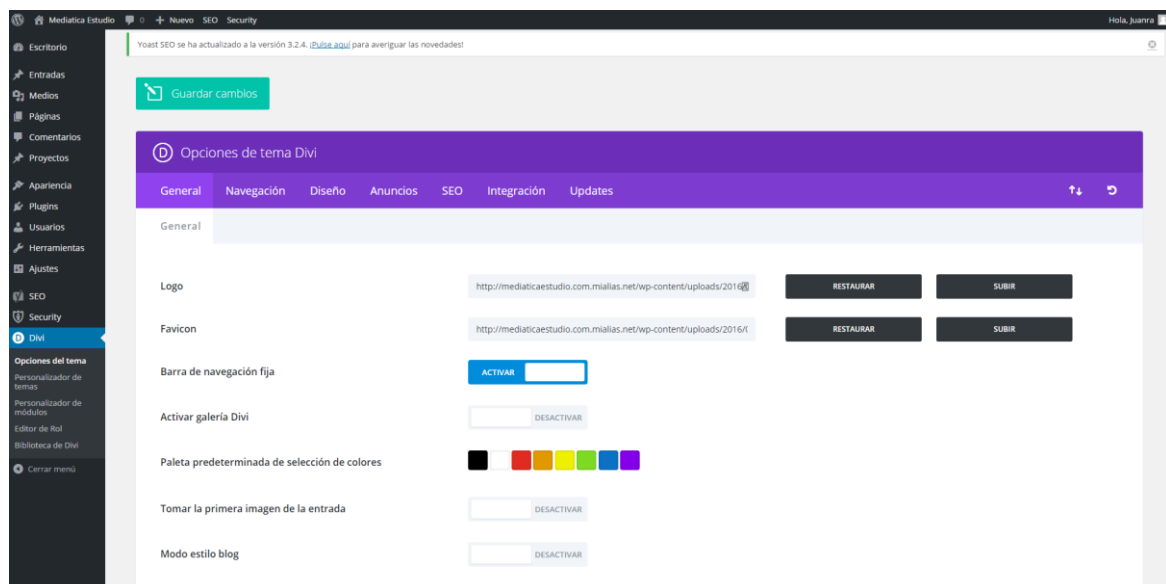 Mediatica Estudio 0 + Nuevo SEO Security Hola, Juanra
Escritorio
Entradas
Medios
Páginas
Comentarios
Proyectos
Apariencia
Plugins
Usuarios
Herramientas
Ajustes
SEO
Security
Divi
Opciones del tema
Personalizador de
temas
Personalizador de
módulos
Editor de Rol
Biblioteca de Divi
Cerrar menú
Yoast SEO se ha actualizado a la versión 3.2.4. ¡Pulse aquí para averiguar las novedades!
Guardar cambios
D Opciones de tema Divi
General Navegación Diseño Anuncios SEO Integración Updates
General
Logo http://mediaticaestudio.com.mialias.net/wp-content/uploads/2016 RESTAURAR SUBIR
Favicon http://mediaticaestudio.com.mialias.net/wp-content/uploads/2016/ RESTAURAR SUBIR
Barra de navegación fija ACTIVAR
Activar galería Divi DESACTIVAR
Paleta predeterminada de selección de colores
Tomar la primera imagen de la entrada DESACTIVAR
Modo estilo blog DESACTIVAR